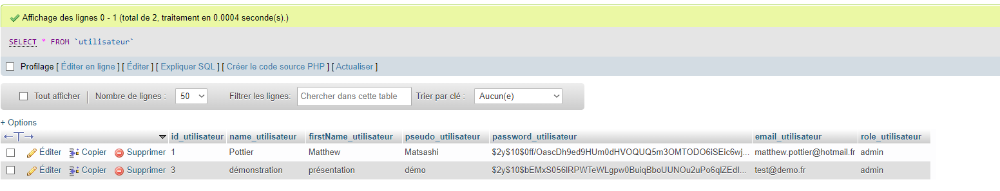 Affichage des lignes 0 - 1 (total de 2, traitement en 0.0004 seconde(s).)
SELECT * FROM `utilisateur`
Profilage [ Éditer en ligne ] [ Éditer ] [ Expliquer SQL ] [ Créer le code source PHP ] [ Actualiser ]
Tout afficher Nombre de lignes : 50 Filtrer les lignes: Chercher dans cette table Trier par clé : Aucun(e)
+ Options
id_utilisateur name_utilisateur firstName_utilisateur pseudo_utilisateur password_utilisateur email_utilisateur role_utilisateur
Éditer Copier Supprimer 1 Pottier Matthew Matsashi $2y$10$0ff/OascDh9ed9HUm0dHVOQUQ5m3OMTODO6iSEic6wj... matthew.pottier@hotmail.fr admin
Éditer Copier Supprimer 3 démonstration présentation démo $2y$10$bEMxS056lRPWTeWLgpw0BuiqBboUUNOu2uPo6qlZEdI... test@demo.fr admin